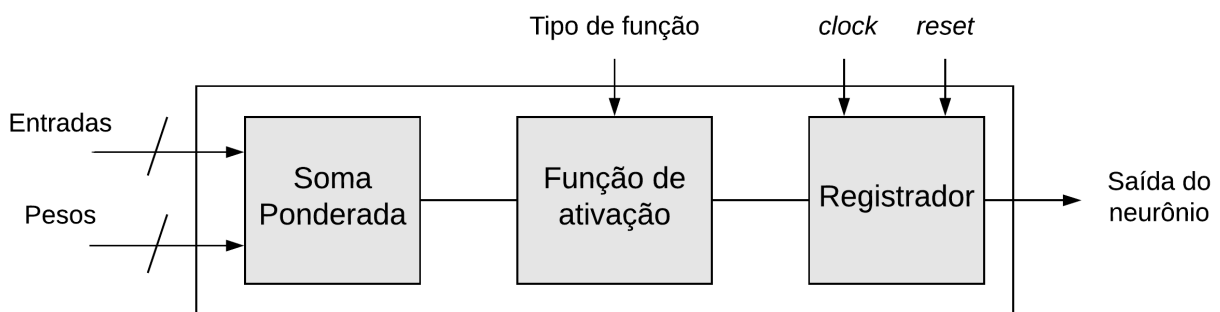 Tipo de função
clock
reset
Entradas
Pesos
Soma
Ponderada
Função de
ativação
Registrador
Saída do
neurônio